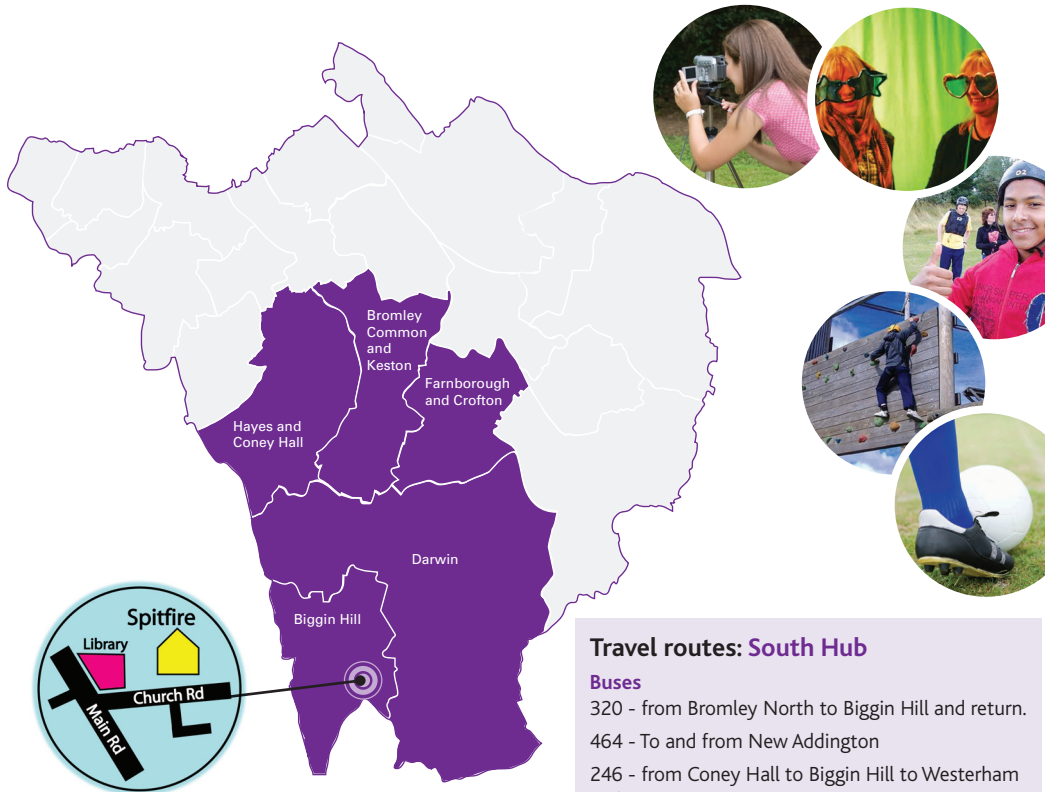 Bromley
Common
and
Keston
Farnborough
and Crofton
Hayes and
Coney Hall
Darwin
Biggin Hill
Spitfire
Library
Church Rd
Main Rd
Travel routes: South Hub
Buses
320 - from Bromley North to Biggin Hill and return.
464 - To and from New Addington
246 - from Coney Hall to Biggin Hill to Westerham
02